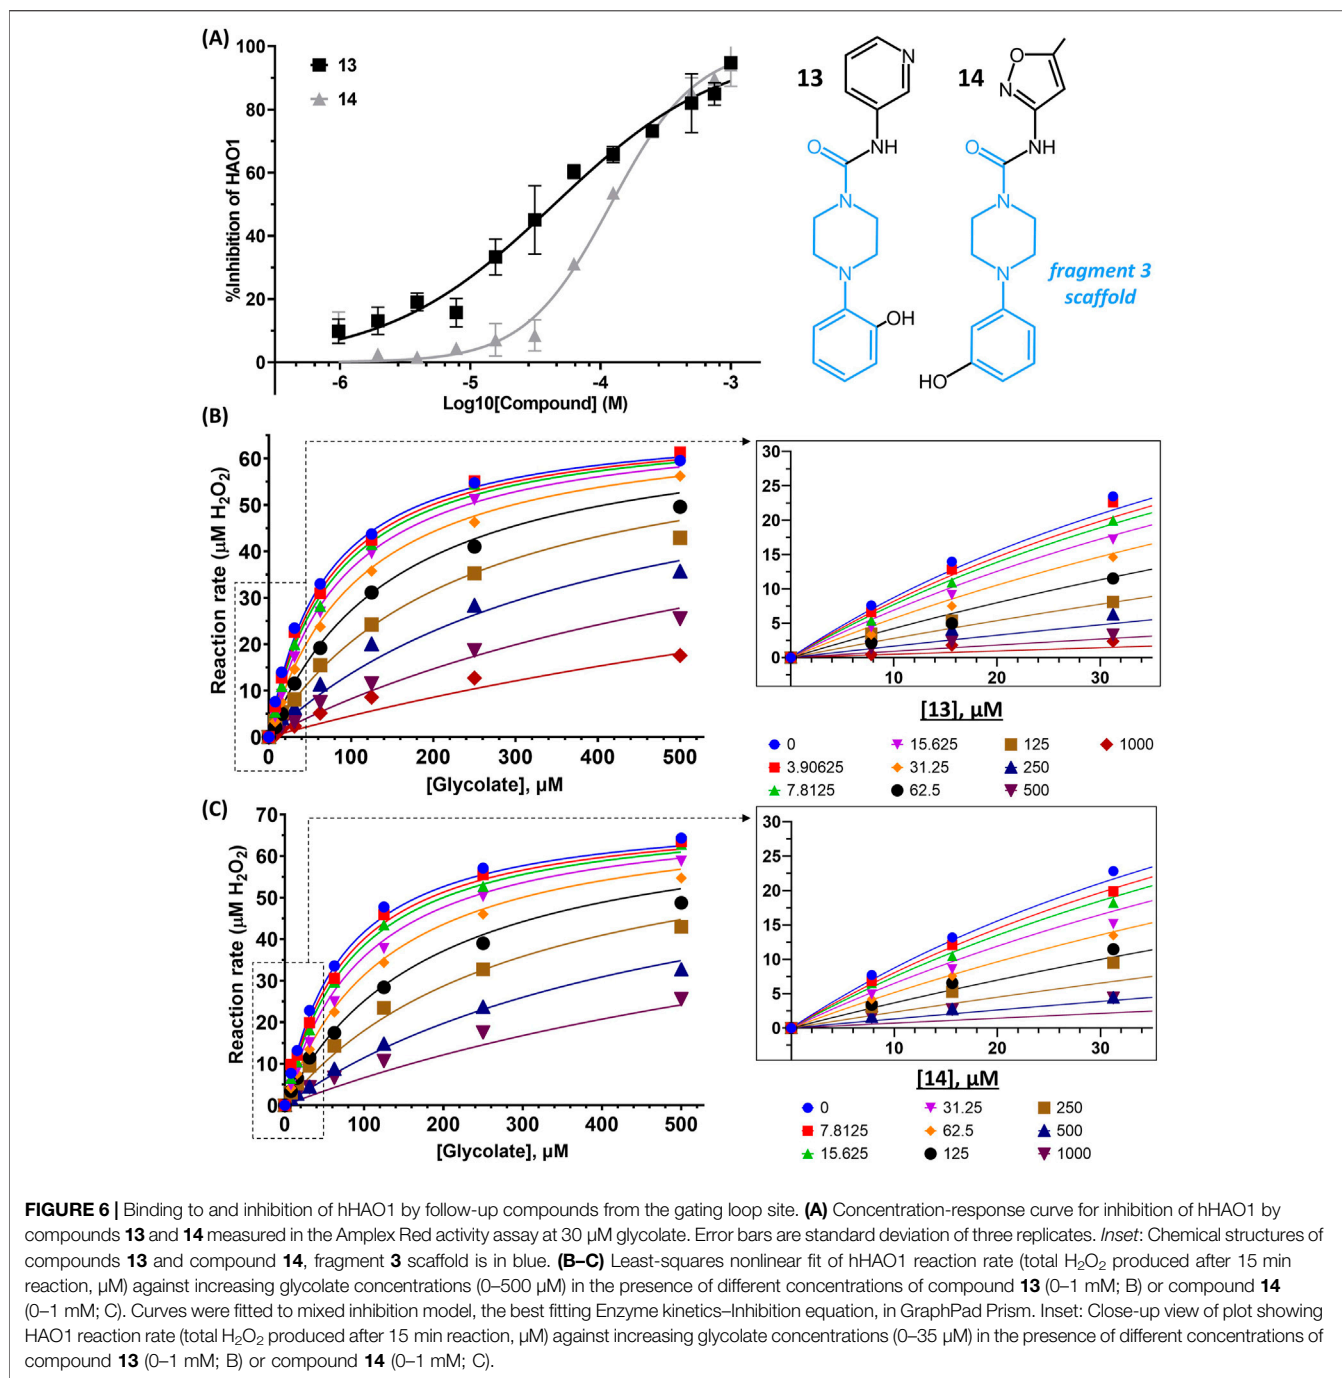 (A)
13
14
100
80
60
40
20
0
%Inhibition of HAO1
-6
-5
-4
-3
Log10[Compound] (M)
13
N
O
NH
N
N
OH
14
O
N
O
NH
N
N
HO
fragment 3
scaffold
(B)
60
50
40
30
20
10
0
Reaction rate (μM H2O2)
0
100
200
300
400
500
[Glycolate], μM
30
25
20
15
10
5
0
10
20
30
[13], μM
0
15.625
125
1000
3.90625
31.25
250
7.8125
62.5
500
(C)
70
60
50
40
30
20
10
0
Reaction rate (μM H2O2)
0
100
200
300
400
500
[Glycolate], μM
30
25
20
15
10
5
0
10
20
30
[14], μM
0
31.25
250
7.8125
62.5
500
15.625
125
1000
FIGURE 6 | Binding to and inhibition of hHAO1 by follow-up compounds from the gating loop site. (A) Concentration-response curve for inhibition of hHAO1 by
compounds 13 and 14 measured in the Amplex Red activity assay at 30 μM glycolate. Error bars are standard deviation of three replicates. Inset: Chemical structures of
compounds 13 and compound 14, fragment 3 scaffold is in blue. (B–C) Least-squares nonlinear fit of hHAO1 reaction rate (total H2O2 produced after 15 min
reaction, μM) against increasing glycolate concentrations (0–500 μM) in the presence of different concentrations of compound 13 (0–1 mM; B) or compound 14
(0–1 mM; C). Curves were fitted to mixed inhibition model, the best fitting Enzyme kinetics–Inhibition equation, in GraphPad Prism. Inset: Close-up view of plot showing
HAO1 reaction rate (total H2O2 produced after 15 min reaction, μM) against increasing glycolate concentrations (0–35 μM) in the presence of different concentrations of
compound 13 (0–1 mM; B) or compound 14 (0–1 mM; C).